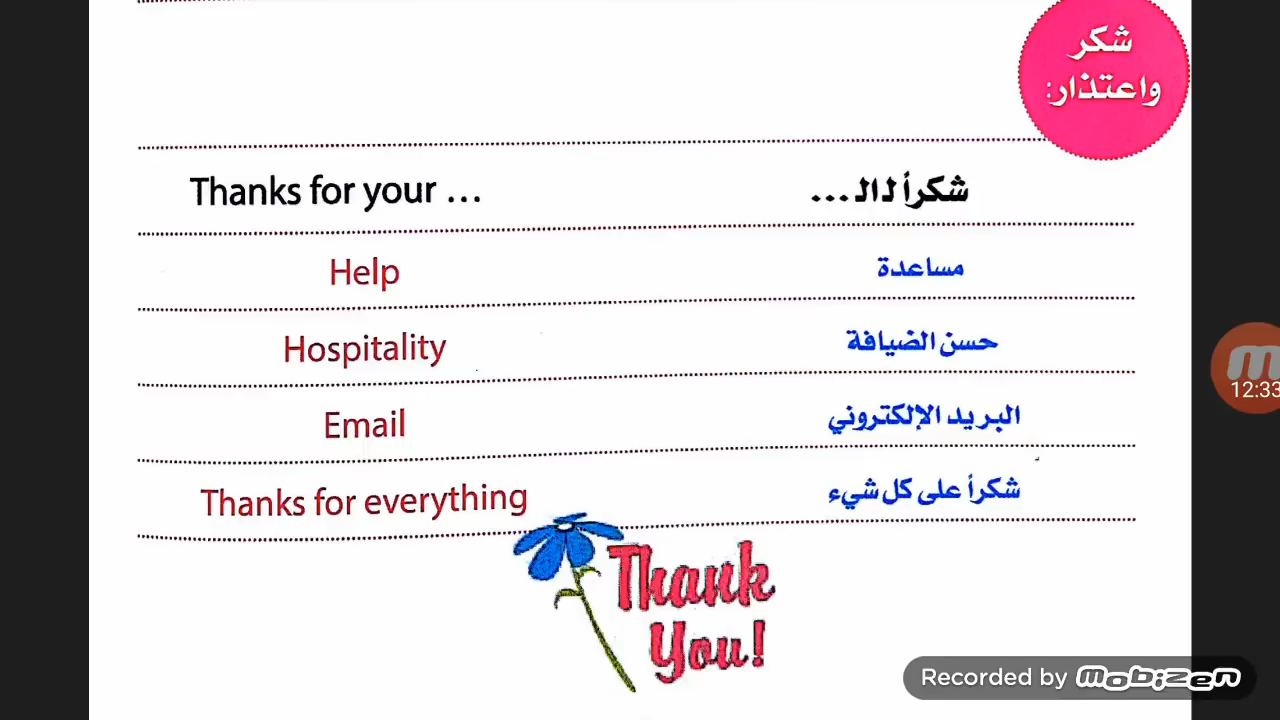 شكر
واعتذار:
Thanks for your ... شكراً لـ الـ ...
Help مساعدة
Hospitality حسن الضيافة
Email البريد الإلكتروني
Thanks for everything شكراً على كل شيء
Thank
You!
12:33
Recorded by MOBIZEN